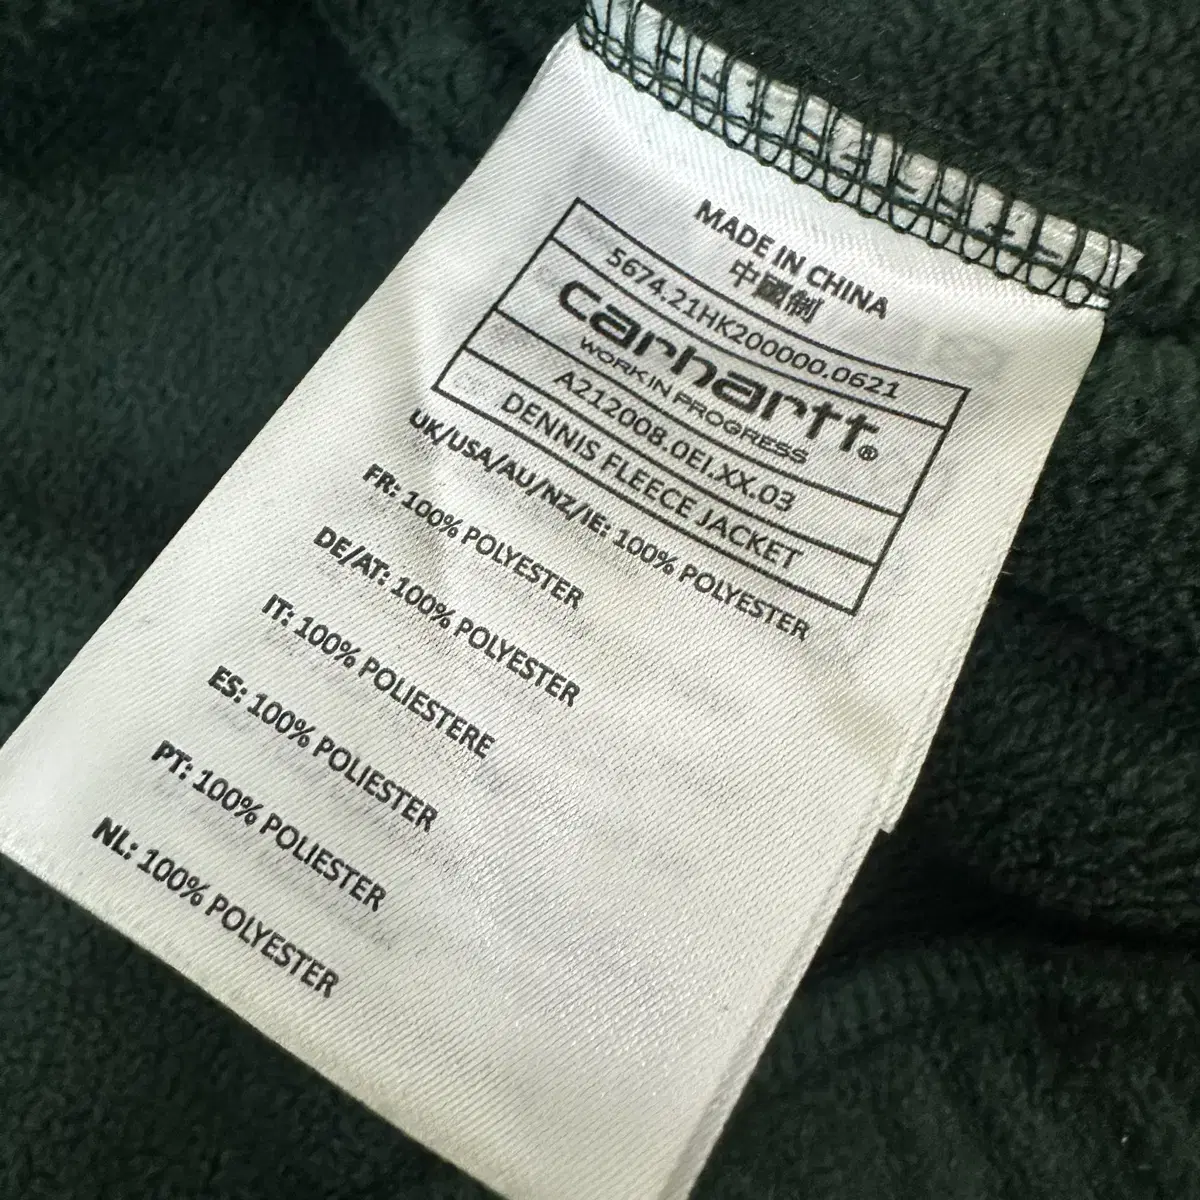 MADE IN CHINA
中國制
5674.21HK200000.0621
carhartt®
WORK IN PROGRESS
A212008.0EI.XX.03
DENNIS FLEECE JACKET
UK/USA/AU/NZ/IE: 100% POLYESTER
FR: 100% POLYESTER
DE/AT: 100% POLYESTER
IT: 100% POLIESTERE
ES: 100% POLIESTER
PT: 100% POLIESTER
NL: 100% POLYESTER